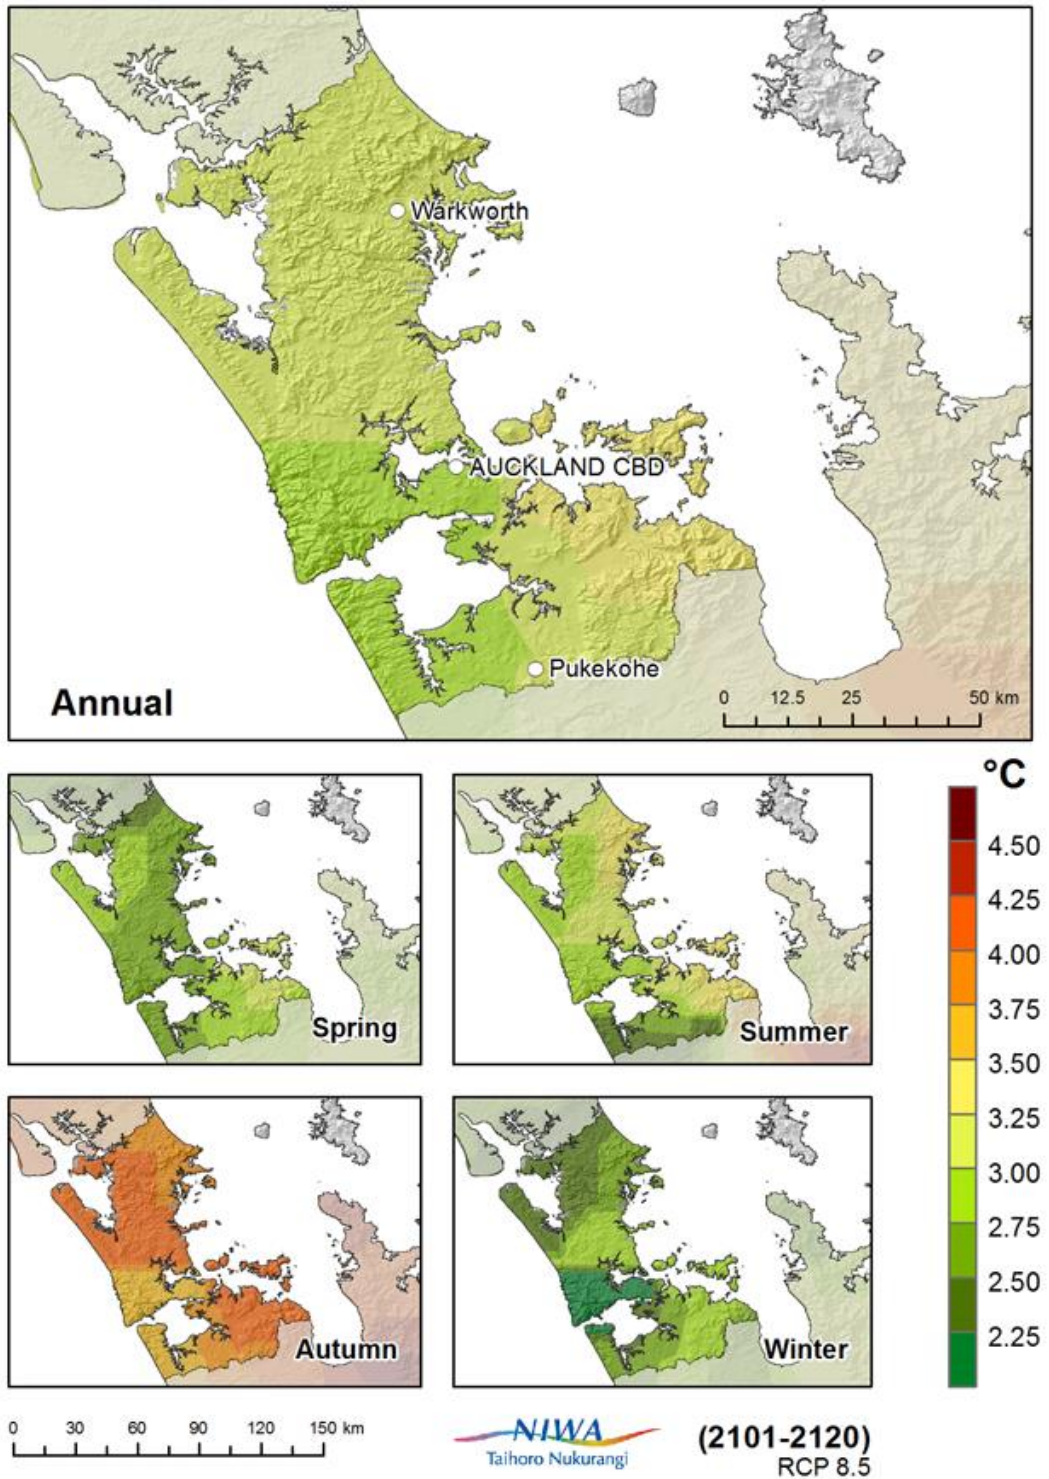 Warkworth
AUCKLAND CBD
Pukekohe
Annual
0 12.5 25 50 km
°C
4.50
4.25
4.00
3.75
3.50
3.25
3.00
2.75
2.50
2.25
Spring
Summer
Autumn
Winter
0 30 60 90 120 150 km
NIWA
Taihoro Nukurangi
(2101-2120)
RCP 8.5